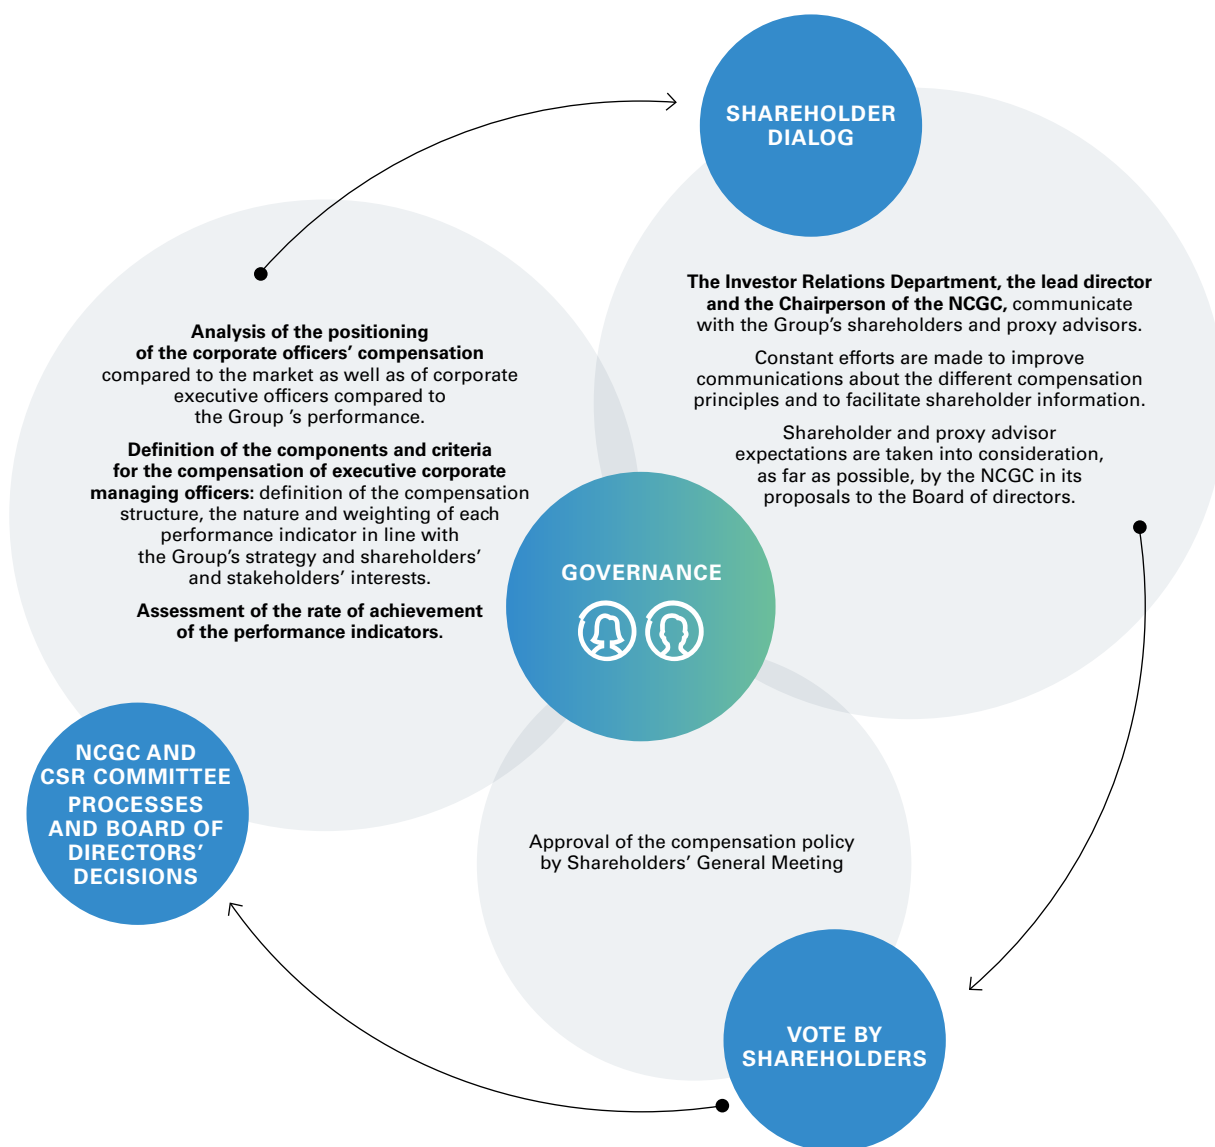 SHAREHOLDER
DIALOG
The Investor Relations Department, the lead director
and the Chairperson of the NCGC, communicate
with the Group's shareholders and proxy advisors.
Constant efforts are made to improve
communications about the different compensation
principles and to facilitate shareholder information.
Shareholder and proxy advisor
expectations are taken into consideration,
as far as possible, by the NCGC in its
proposals to the Board of directors.
Analysis of the positioning
of the corporate officers' compensation
compared to the market as well as of corporate
executive officers compared to
the Group 's performance.
Definition of the components and criteria
for the compensation of executive corporate
managing officers: definition of the compensation
structure, the nature and weighting of each
performance indicator in line with
the Group's strategy and shareholders'
and stakeholders' interests.
Assessment of the rate of achievement
of the performance indicators.
GOVERNANCE
NCGC AND
CSR COMMITTEE
PROCESSES
AND BOARD OF
DIRECTORS'
DECISIONS
Approval of the compensation policy
by Shareholders' General Meeting
VOTE BY
SHAREHOLDERS